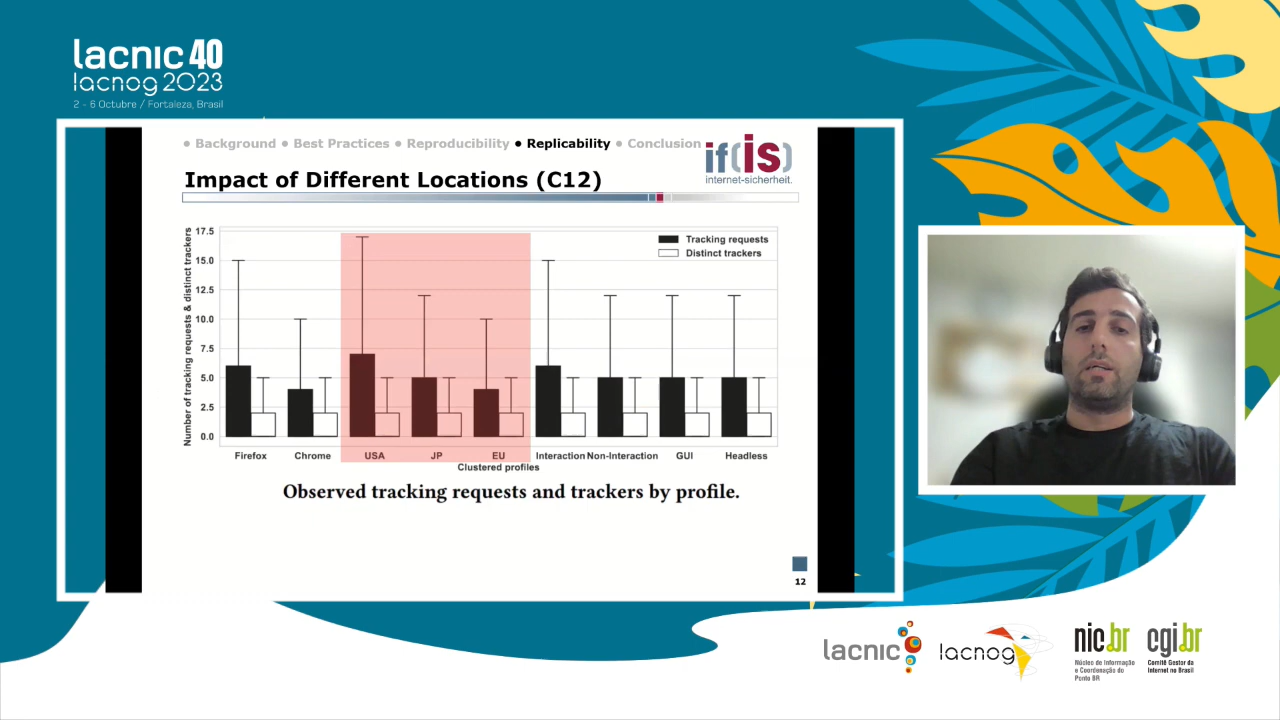 lacnic 40
lacnog 2023
2 - 6 Octubre / Fortaleza, Brasil
● Background ● Best Practices ● Reproducibility ● Replicability ● Conclusion
if(is)
internet-sicherheit.
Impact of Different Locations (C12)
Number of tracking requests & distinct trackers
17.5
15.0
12.5
10.0
7.5
5.0
2.5
0.0
Tracking requests
Distinct trackers
Firefox Chrome USA JP EU Interaction Non-Interaction GUI Headless
Clustered profiles
Observed tracking requests and trackers by profile.
12
lacnic
lacnog
nic.br
Núcleo de Informação
e Coordenação do
Ponto BR
cgi.br
Comitê Gestor da
Internet no Brasil